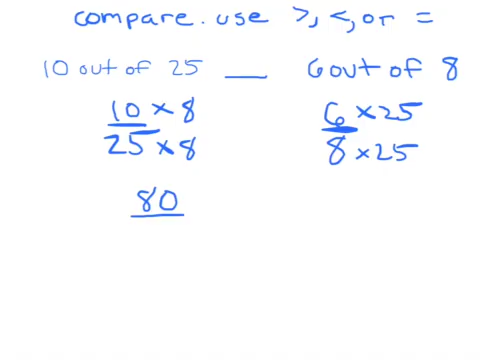 compare. use >, <, or =
10 out of 25 __ 6 out of 8
10 × 8 6 × 25
25 × 8 8 × 25
80